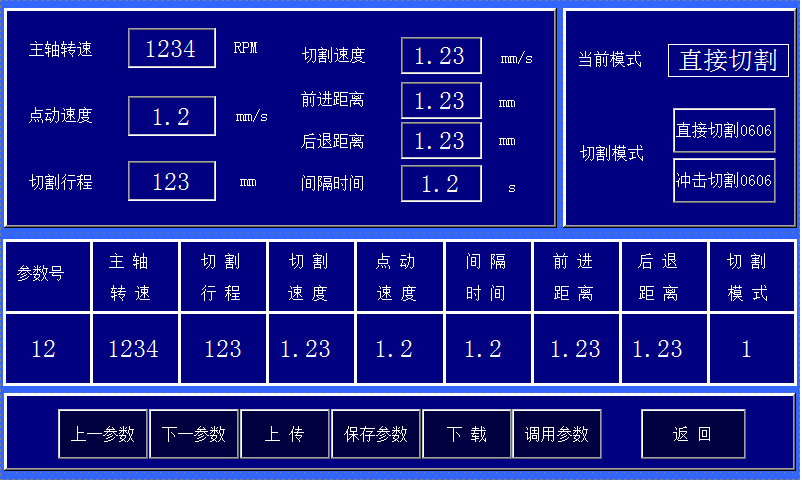 主轴转速 1234 RPM
点动速度 1.2 mm/s
切割行程 123 mm
切割速度 1.23 mm/s
前进距离 1.23 mm
后退距离 1.23 mm
间隔时间 1.2 s
当前模式 直接切割
切割模式
直接切割0606
冲击切割0606
参数号 主轴转速 切割行程 切割速度 点动速度 间隔时间 前进距离 后退距离 切割模式
12 1234 123 1.23 1.2 1.2 1.23 1.23 1
上一参数 下一参数 上 传 保存参数 下 载 调用参数 返 回